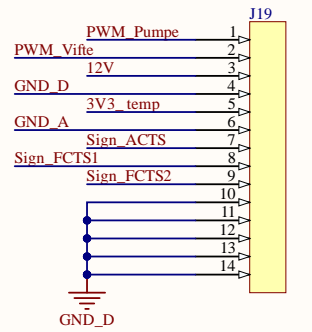 J19
PWM_Pumpe 1
PWM_Vifte 2
12V 3
GND_D 4
3V3_temp 5
GND_A 6
Sign_ACTS 7
Sign_FCTS1 8
Sign_FCTS2 9
10
11
12
13
14
GND_D